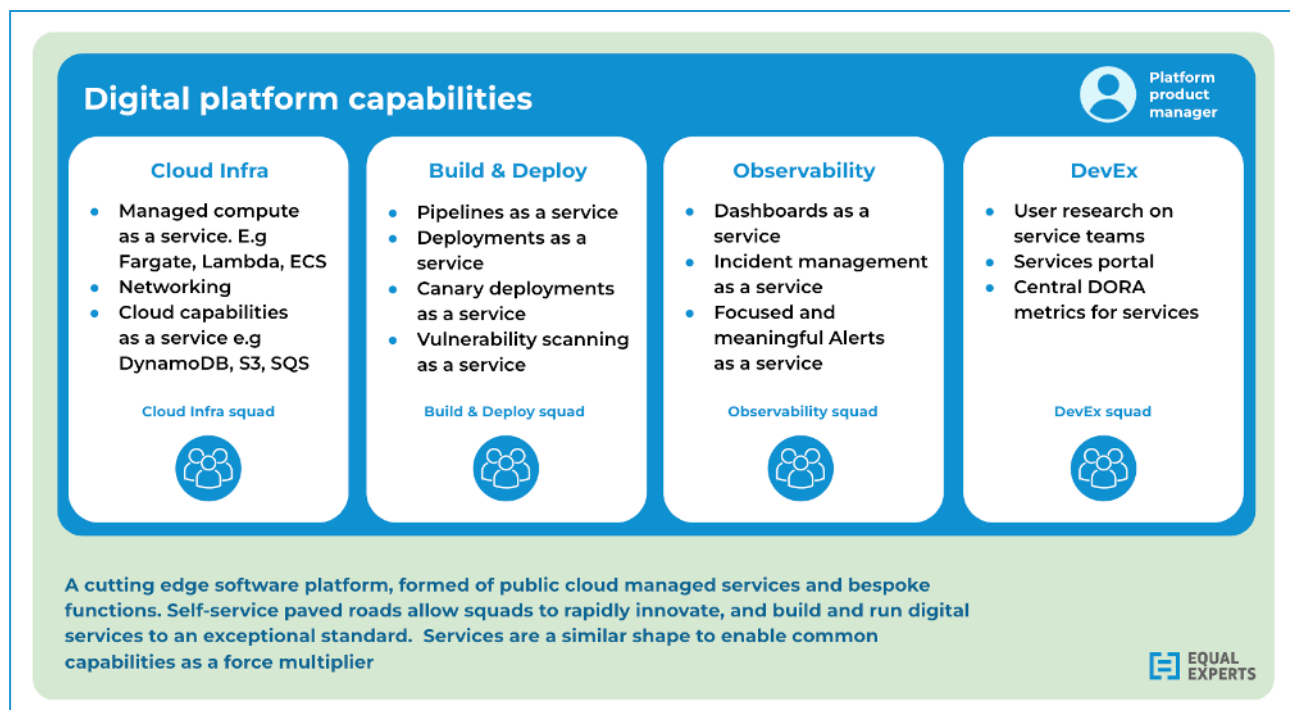 Digital platform capabilities
Platform
product
manager
Cloud Infra
Managed compute
as a service. E.g
Fargate, Lambda, ECS
Networking
Cloud capabilities
as a service e.g
DynamoDB, S3, SQS
Cloud Infra squad
Build & Deploy
Pipelines as a service
Deployments as a
service
Canary deployments
as a service
Vulnerability scanning
as a service
Build & Deploy squad
Observability
Dashboards as a
service
Incident management
as a service
Focused and
meaningful Alerts
as a service
Observability squad
DevEx
User research on
service teams
Services portal
Central DORA
metrics for services
DevEx squad
A cutting edge software platform, formed of public cloud managed services and bespoke
functions. Self-service paved roads allow squads to rapidly innovate, and build and run digital
services to an exceptional standard.  Services are a similar shape to enable common
capabilities as a force multiplier
EQUAL
EXPERTS